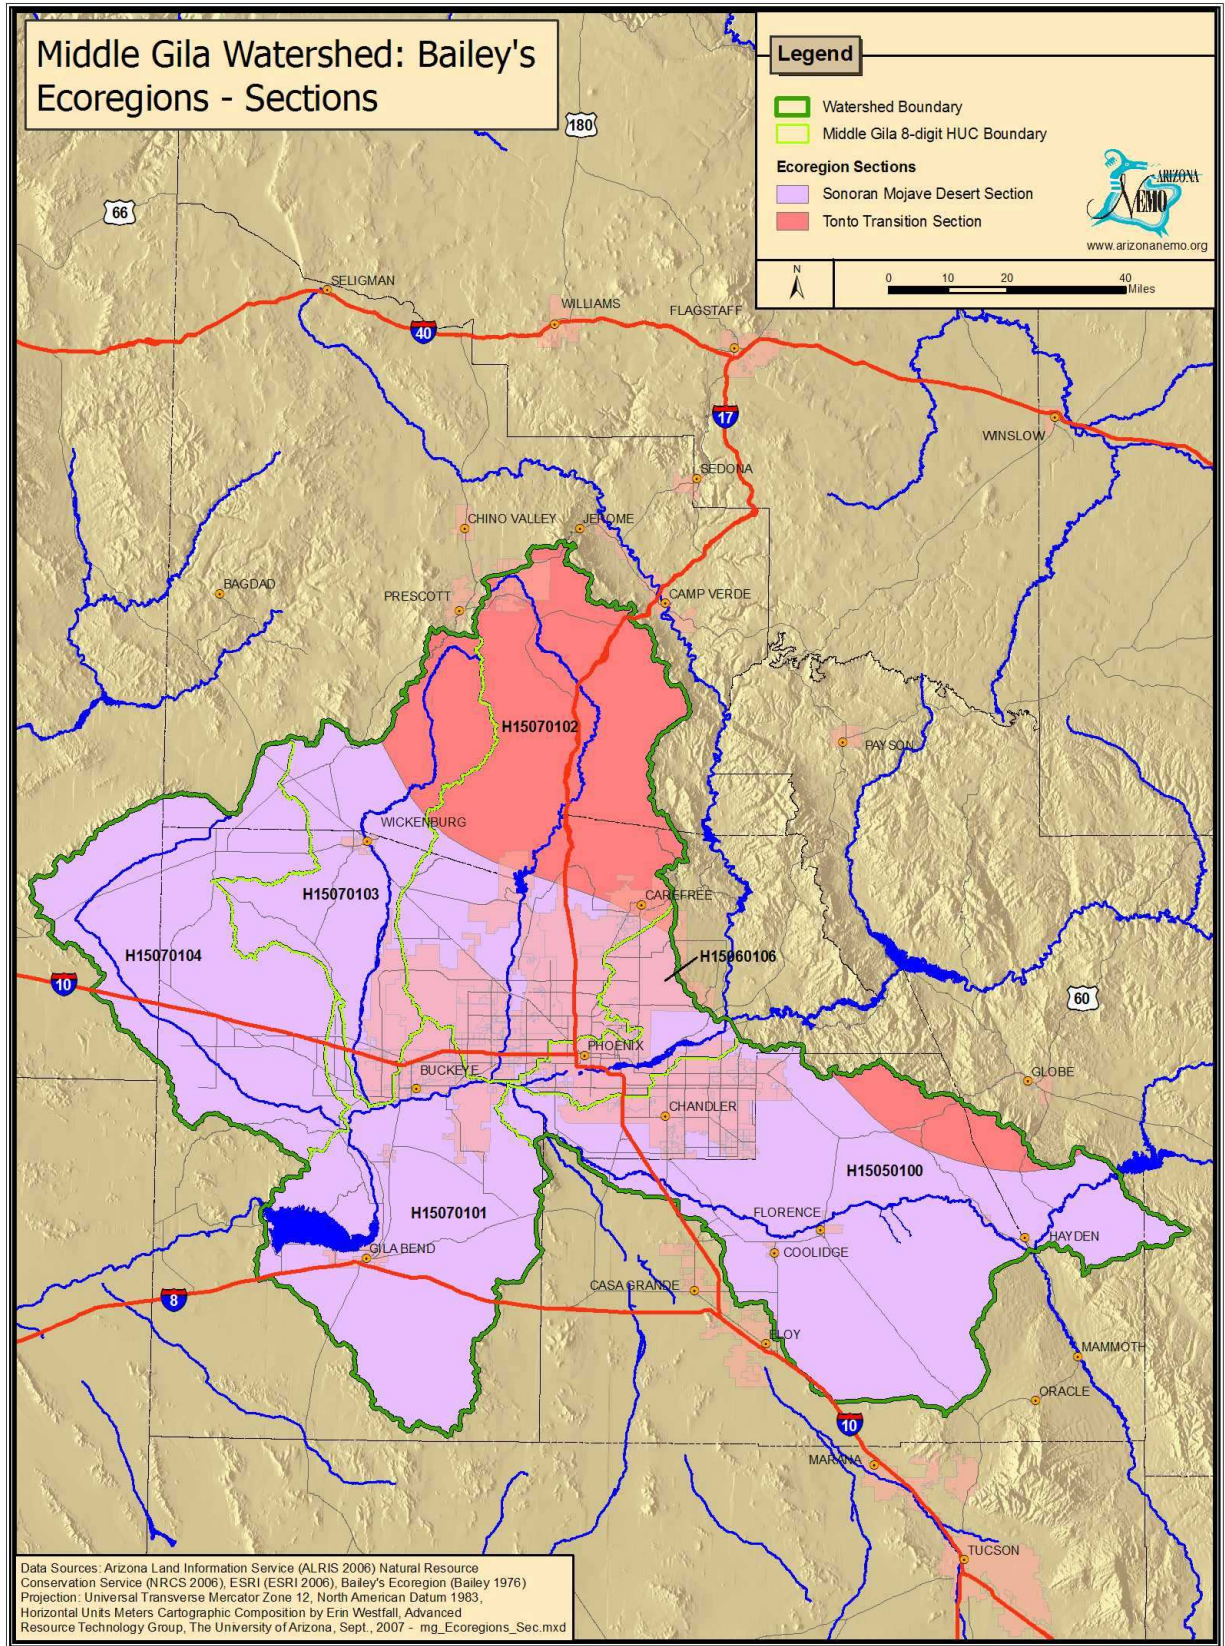 Middle Gila Watershed: Bailey's
Ecoregions - Sections
Legend
Watershed Boundary
Middle Gila 8-digit HUC Boundary
Ecoregion Sections
Sonoran Mojave Desert Section
Tonto Transition Section
ARIZONA
NEMO
www.arizonanemo.org
N
0 10 20 40
Miles
180
66
SELIGMAN
WILLIAMS
FLAGSTAFF
40
17
WINSLOW
SEDONA
CHINO VALLEY
JEROME
BAGDAD
PRESCOTT
CAMP VERDE
H15070102
PAYSON
WICKENBURG
H15070103
CAREFREE
H15070104
H15060106
10
60
PHOENIX
BUCKEYE
GLOBE
CHANDLER
H15050100
H15070101
FLORENCE
HAYDEN
GILA BEND
COOLIDGE
CASA GRANDE
8
ELOY
MAMMOTH
ORACLE
10
MARANA
TUCSON
Data Sources: Arizona Land Information Service (ALRIS 2006) Natural Resource
Conservation Service (NRCS 2006), ESRI (ESRI 2006), Bailey's Ecoregion (Bailey 1976)
Projection: Universal Transverse Mercator Zone 12, North American Datum 1983,
Horizontal Units Meters Cartographic Composition by Erin Westfall, Advanced
Resource Technology Group, The University of Arizona, Sept., 2007 - mg_Ecoregions_Sec.mxd